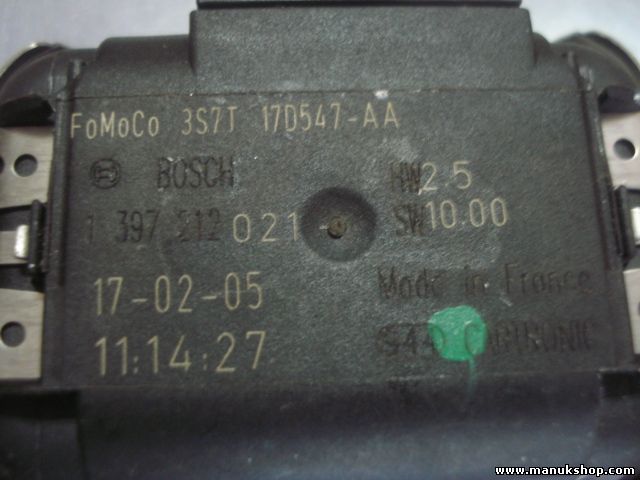 FoMoCo 3S7T 17D547-AA
BOSCH HW2.5
1 397 212 021 SW10.00
17-02-05 Made in France
11:14:27
www.manukshop.com